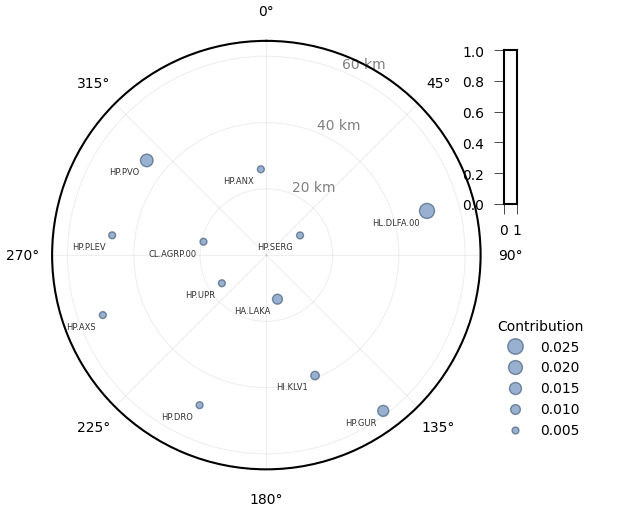 0°
45°
90°
135°
180°
225°
270°
315°
20 km
40 km
60 km
HP.PVO
HP.ANX
HL.DLFA.00
HP.PLEV
CL.AGRP.00
HP.SERG
HP.UPR
HA.LAKA
HP.AXS
HI.KLV1
HP.DRO
HP.GUR
1.0
0.8
0.6
0.4
0.2
0.0
0 1
Contribution
0.025
0.020
0.015
0.010
0.005